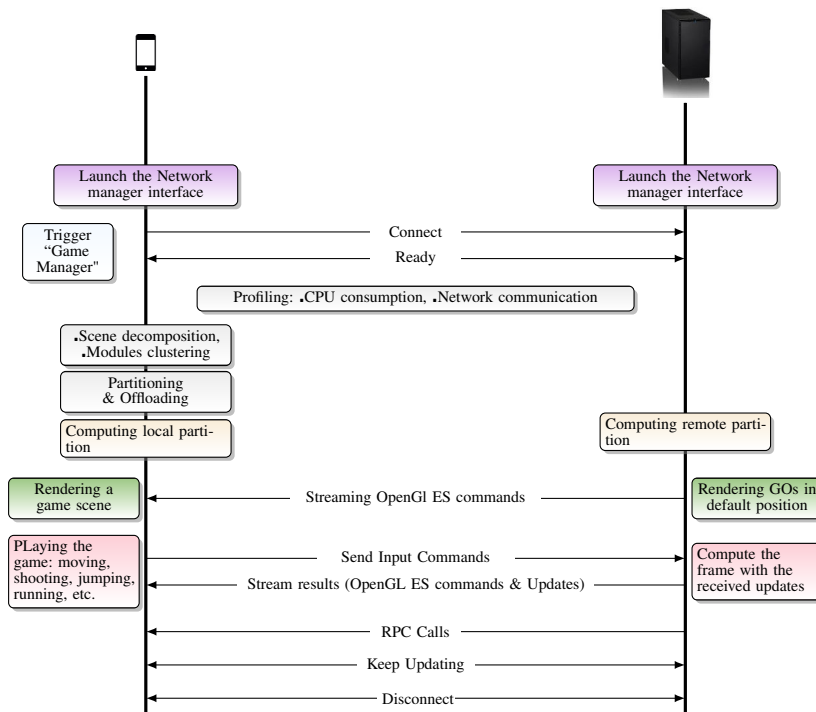 Launch the Network
manager interface
Launch the Network
manager interface
Trigger
“Game
Manager"
Connect
Ready
Profiling: .CPU consumption, .Network communication
.Scene decomposition,
.Modules clustering
Partitioning
& Offloading
Computing local parti-
tion
Computing remote parti-
tion
Rendering a
game scene
Streaming OpenGl ES commands
Rendering GOs in
default position
PLaying the
game: moving,
shooting, jumping,
running, etc.
Send Input Commands
Stream results (OpenGL ES commands & Updates)
Compute the
frame with the
received updates
RPC Calls
Keep Updating
Disconnect